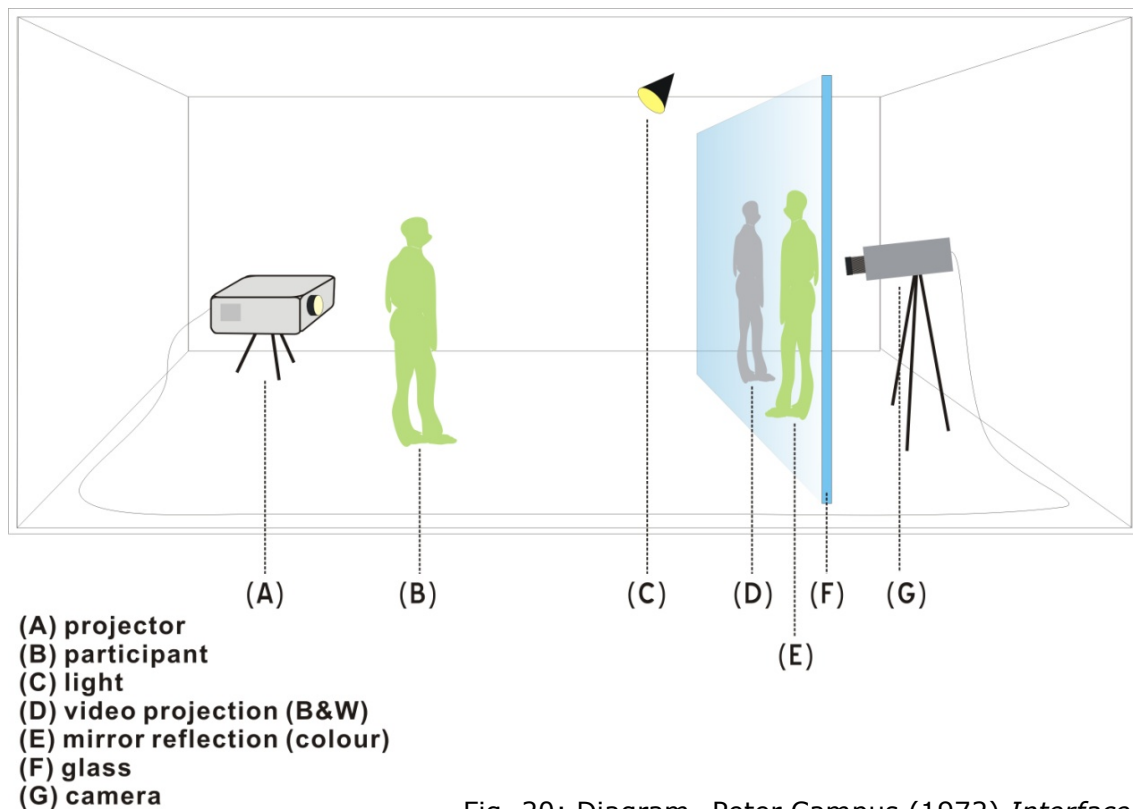 (A) (B) (C) (D) (F) (G)
(E)
(A) projector
(B) participant
(C) light
(D) video projection (B&W)
(E) mirror reflection (colour)
(F) glass
(G) camera
Fig. 20: Diagram. Peter Campus (1972) Interface